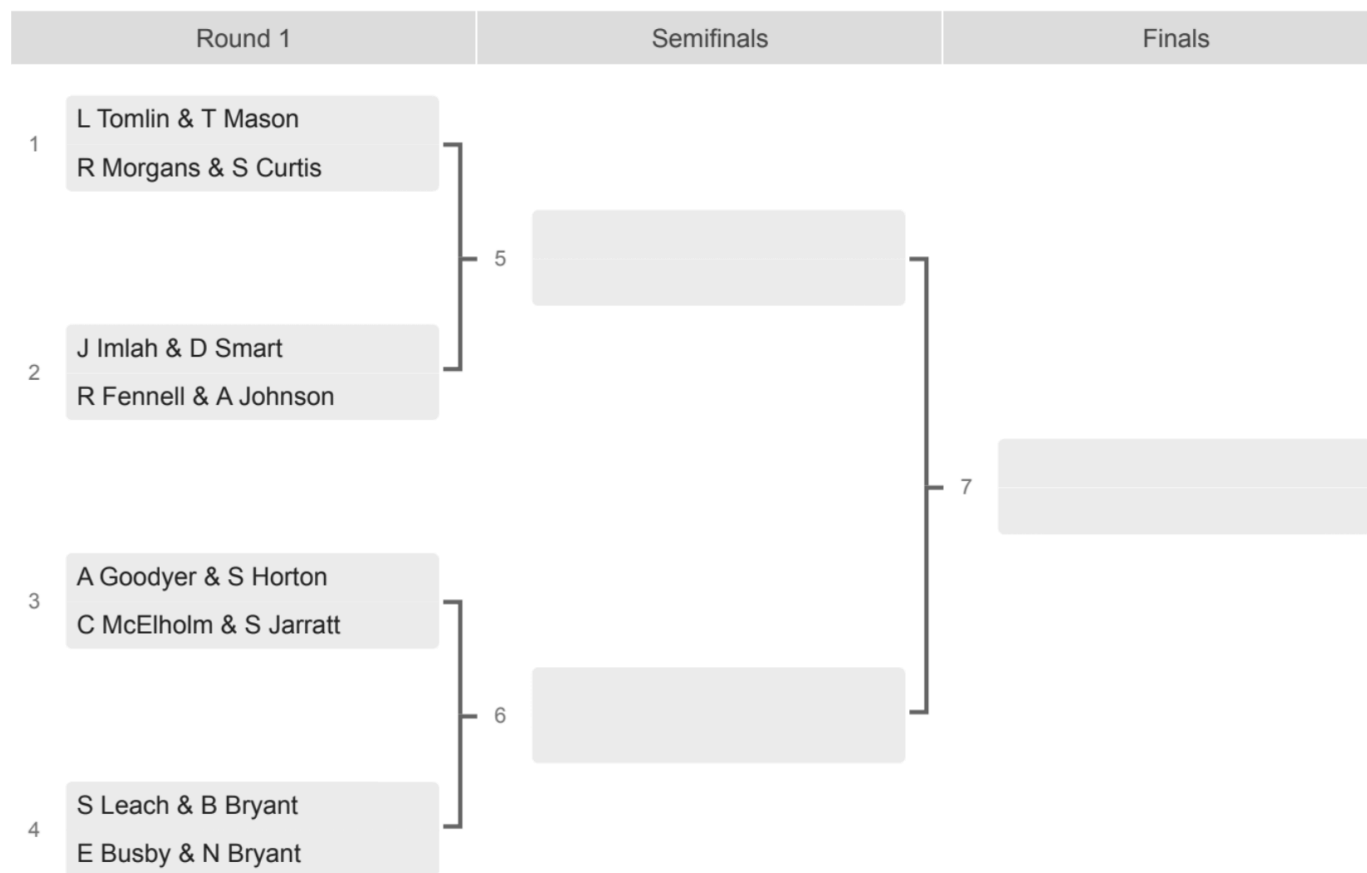 Round 1
Semifinals
Finals
1
L Tomlin & T Mason
R Morgans & S Curtis
5
2
J Imlah & D Smart
R Fennell & A Johnson
7
3
A Goodyer & S Horton
C McElholm & S Jarratt
6
4
S Leach & B Bryant
E Busby & N Bryant